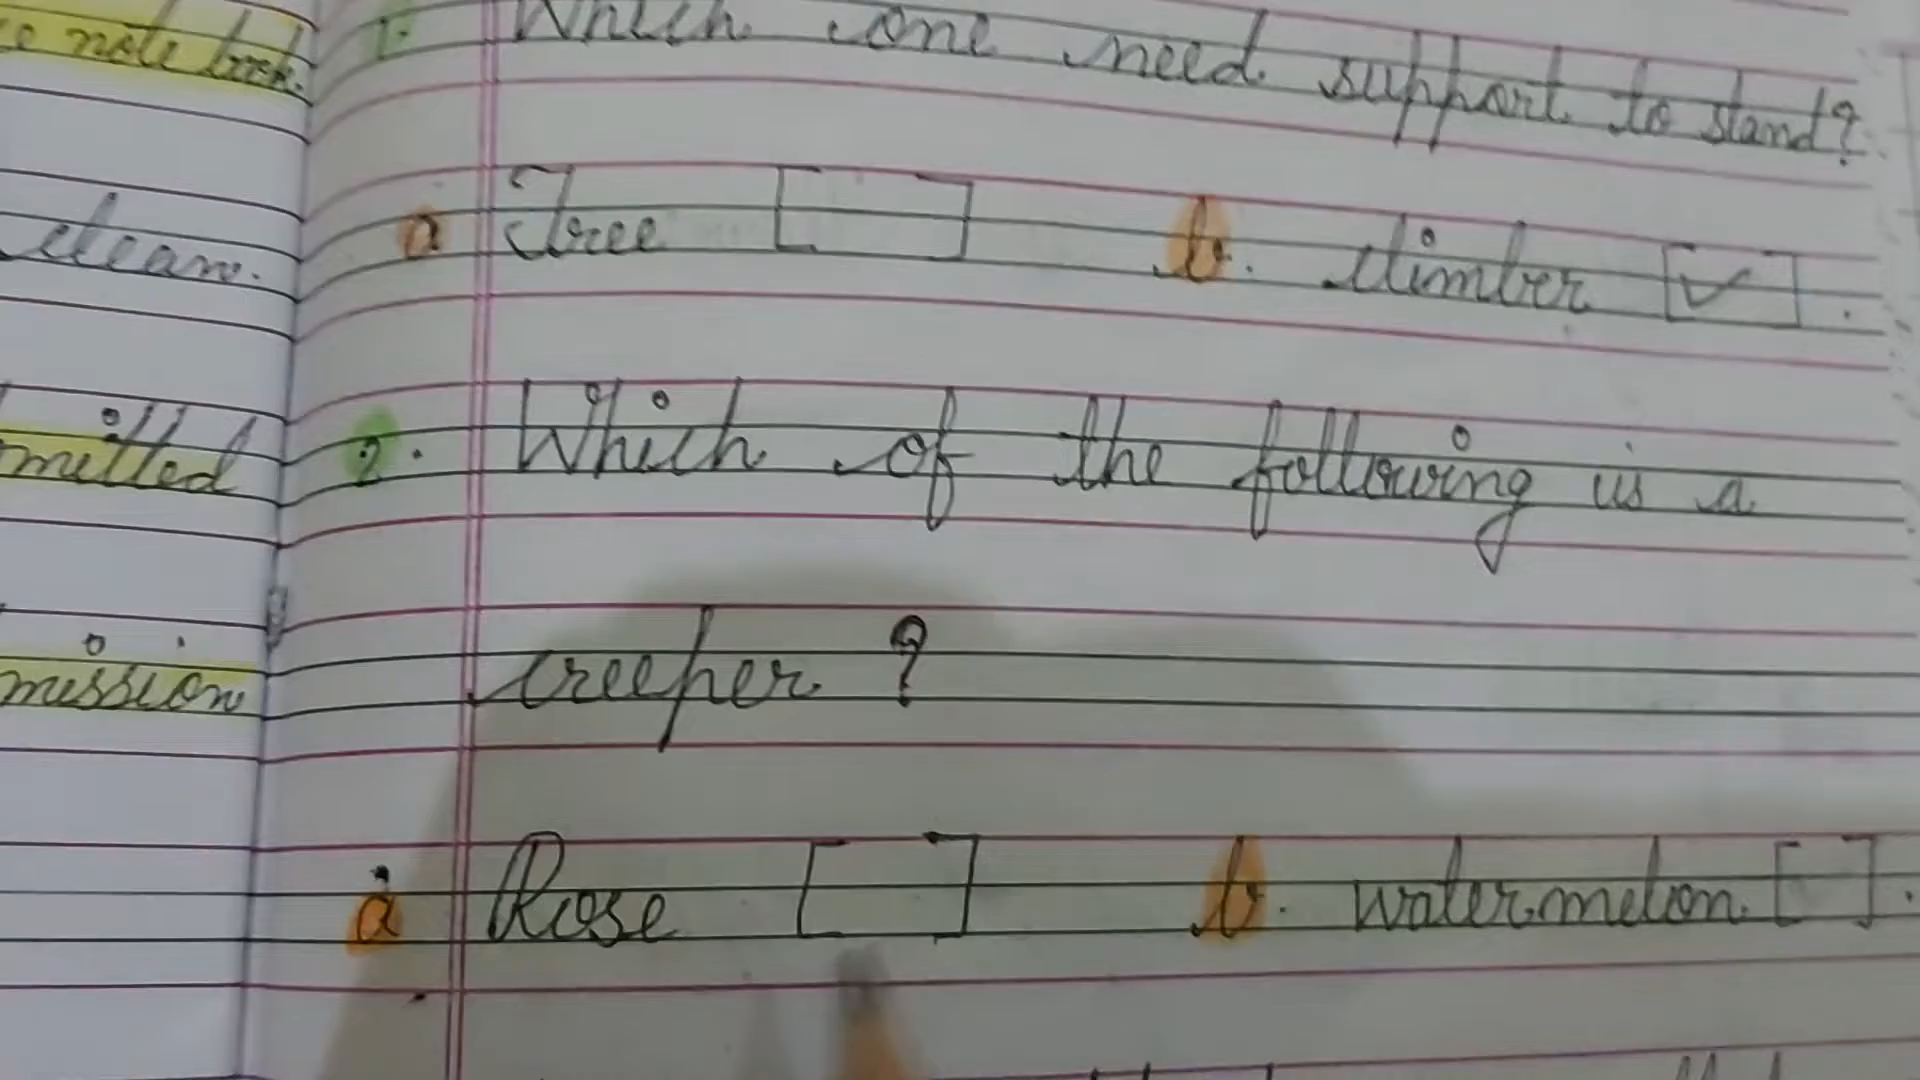 e note book.
clean.
mitted
mission
1. Which one need support to stand?
a Tree [ ] b. climber [✓].
2. Which of the following is a
creeper ?
a Rose [ ] b. watermelon [ ].